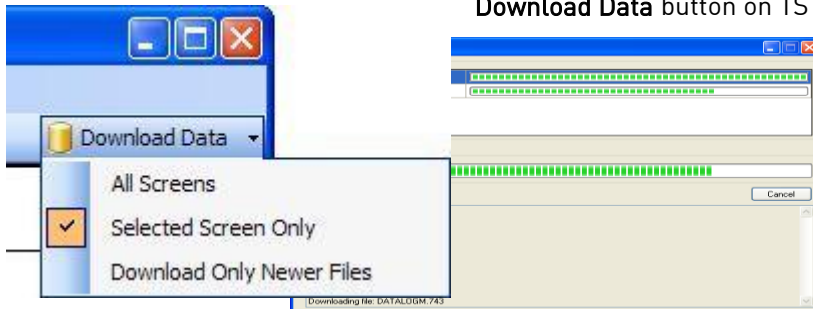 Download Data button on TS
Download Data
All Screens
Selected Screen Only
Download Only Newer Files
Cancel
Downloading file: DATALOGM.743